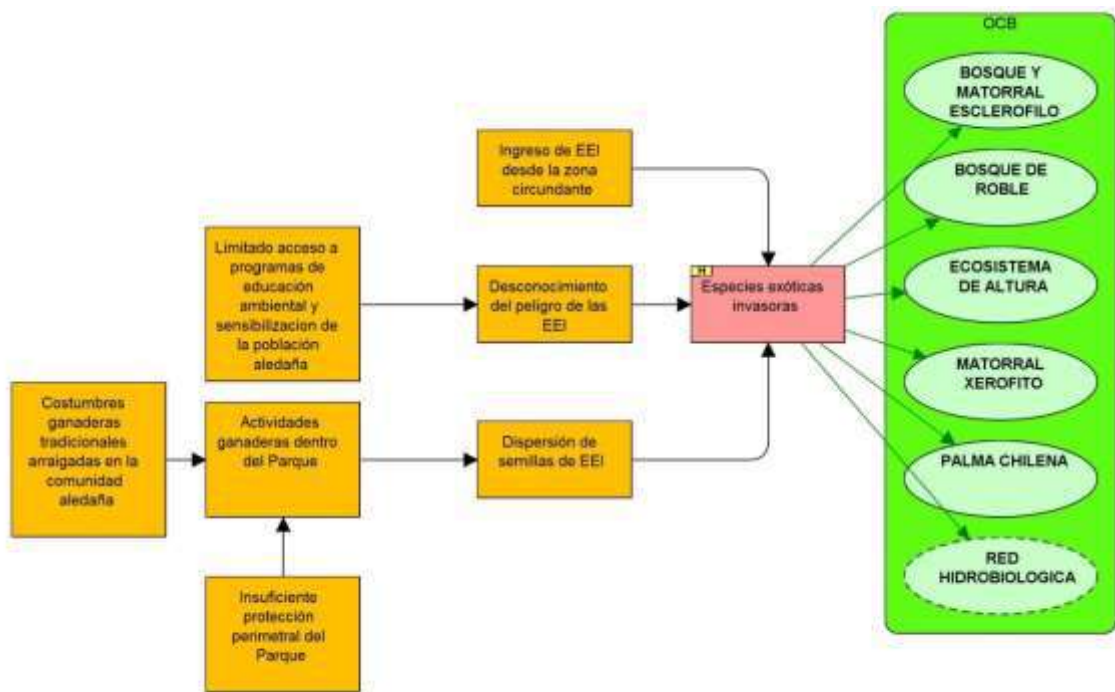 OCB
BOSQUE Y
MATORRAL
ESCLEROFILO
BOSQUE DE
ROBLE
ECOSISTEMA
DE ALTURA
MATORRAL
XEROFITO
PALMA CHILENA
RED
HIDROBIOLOGICA
Ingreso de EEI
desde la zona
circundante
Limitado acceso a
programas de
educación
ambiental y
sensibilizacion de
la población
aledaña
Desconocimiento
del peligro de las
EEI
H
Especies exóticas
invasoras
Costumbres
ganaderas
tradicionales
arraigadas en la
comunidad
aledaña
Actividades
ganaderas dentro
del Parque
Dispersión de
semillas de EEI
Insuficiente
protección
perimetral del
Parque